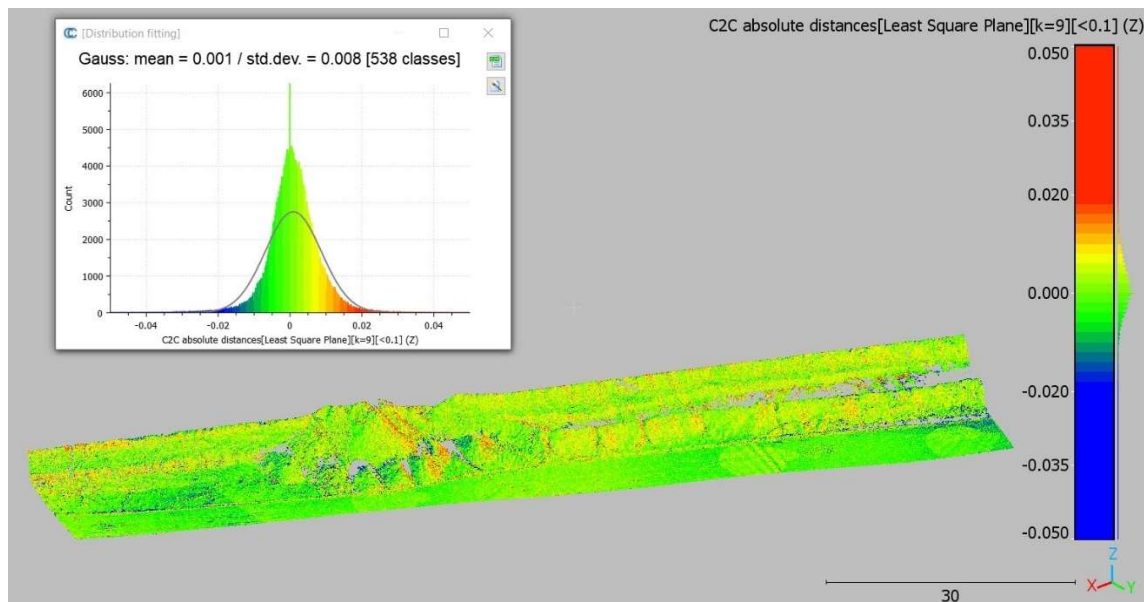 [Distribution fitting]
Gauss: mean = 0.001 / std.dev. = 0.008 [538 classes]
6000
5000
4000
3000
2000
1000
0
Count
-0.04 -0.02 0 0.02 0.04
C2C absolute distances[Least Square Plane][k=9][<0.1] (Z)
C2C absolute distances[Least Square Plane][k=9][<0.1] (Z)
0.050
0.035
0.020
0.000
-0.020
-0.035
-0.050
Z
X Y
30